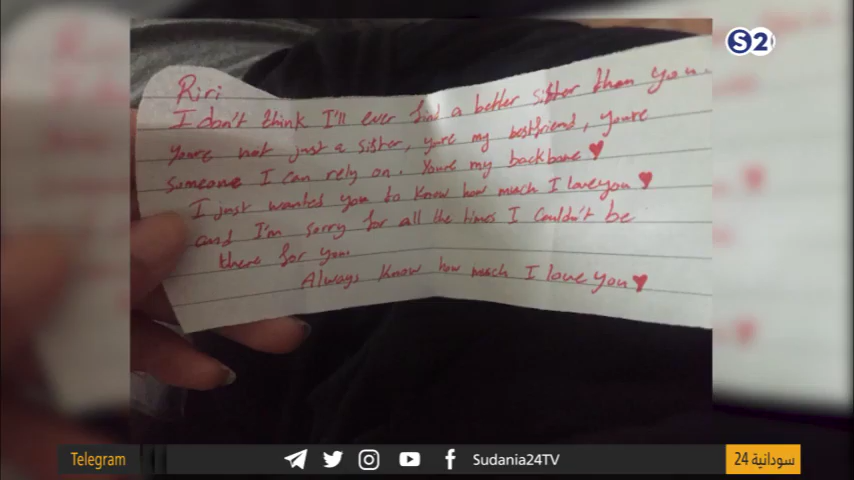 S24
Riri
I don't think I'll ever find a better sister than you.
you're not just a sister, you're my bestfriend, you're
someone I can rely on. You're my backbone ♥
I just wanted you to know how much I love you ♥
and I'm sorry for all the times I couldn't be
there for you.
Always know how much I love you ♥
Telegram
Sudania24TV
سودانية 24